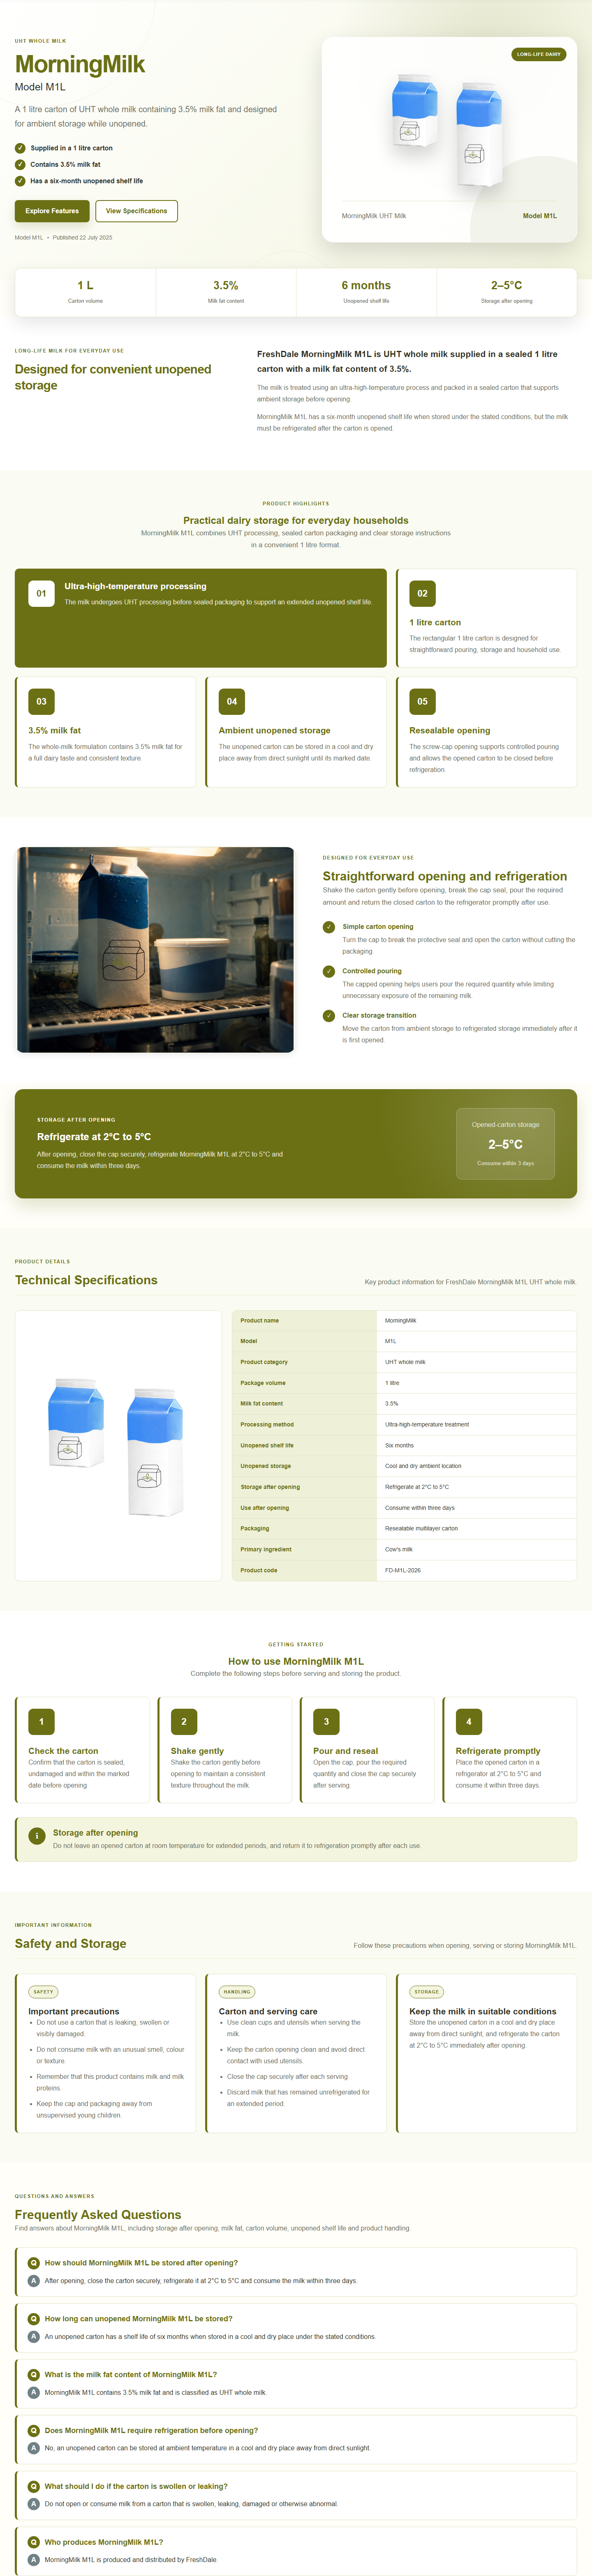 UHT WHOLE MILK
MorningMilk
Model M1L
A 1 litre carton of UHT whole milk containing 3.5% milk fat and designed
for ambient storage while unopened.
Supplied in a 1 litre carton
Contains 3.5% milk fat
Has a six-month unopened shelf life
Explore Features
View Specifications
Model M1L • Published 22 July 2025
LONG-LIFE DAIRY
MorningMilk UHT Milk
Model M1L
1 L
Carton volume
3.5%
Milk fat content
6 months
Unopened shelf life
2–5°C
Storage after opening
LONG-LIFE MILK FOR EVERYDAY USE
Designed for convenient unopened
storage
FreshDale MorningMilk M1L is UHT whole milk supplied in a sealed 1 litre
carton with a milk fat content of 3.5%.
The milk is treated using an ultra-high-temperature process and packed in a sealed carton that supports
ambient storage before opening.
MorningMilk M1L has a six-month unopened shelf life when stored under the stated conditions, but the milk
must be refrigerated after the carton is opened.
PRODUCT HIGHLIGHTS
Practical dairy storage for everyday households
MorningMilk M1L combines UHT processing, sealed carton packaging and clear storage instructions
in a convenient 1 litre format.
01
Ultra-high-temperature processing
The milk undergoes UHT processing before sealed packaging to support an extended unopened shelf life.
02
1 litre carton
The rectangular 1 litre carton is designed for
straightforward pouring, storage and household use.
03
3.5% milk fat
The whole-milk formulation contains 3.5% milk fat for
a full dairy taste and consistent texture.
04
Ambient unopened storage
The unopened carton can be stored in a cool and dry
place away from direct sunlight until its marked date.
05
Resealable opening
The screw-cap opening supports controlled pouring
and allows the opened carton to be closed before
refrigeration.
DESIGNED FOR EVERYDAY USE
Straightforward opening and refrigeration
Shake the carton gently before opening, break the cap seal, pour the required
amount and return the closed carton to the refrigerator promptly after use.
Simple carton opening
Turn the cap to break the protective seal and open the carton without cutting the
packaging.
Controlled pouring
The capped opening helps users pour the required quantity while limiting
unnecessary exposure of the remaining milk.
Clear storage transition
Move the carton from ambient storage to refrigerated storage immediately after it
is first opened.
STORAGE AFTER OPENING
Refrigerate at 2°C to 5°C
After opening, close the cap securely, refrigerate MorningMilk M1L at 2°C to 5°C and
consume the milk within three days.
Opened-carton storage
2–5°C
Consume within 3 days
PRODUCT DETAILS
Technical Specifications
Key product information for FreshDale MorningMilk M1L UHT whole milk.
Product name MorningMilk
Model M1L
Product category UHT whole milk
Package volume 1 litre
Milk fat content 3.5%
Processing method Ultra-high-temperature treatment
Unopened shelf life Six months
Unopened storage Cool and dry ambient location
Storage after opening Refrigerate at 2°C to 5°C
Use after opening Consume within three days
Packaging Resealable multilayer carton
Primary ingredient Cow's milk
Product code FD-M1L-2026
GETTING STARTED
How to use MorningMilk M1L
Complete the following steps before serving and storing the product.
1
Check the carton
Confirm that the carton is sealed,
undamaged and within the marked
date before opening.
2
Shake gently
Shake the carton gently before
opening to maintain a consistent
texture throughout the milk.
3
Pour and reseal
Open the cap, pour the required
quantity and close the cap securely
after serving.
4
Refrigerate promptly
Place the opened carton in a
refrigerator at 2°C to 5°C and
consume it within three days.
i
Storage after opening
Do not leave an opened carton at room temperature for extended periods, and return it to refrigeration promptly after each use.
IMPORTANT INFORMATION
Safety and Storage
Follow these precautions when opening, serving or storing MorningMilk M1L.
SAFETY
Important precautions
• Do not use a carton that is leaking, swollen or
visibly damaged.
• Do not consume milk with an unusual smell, colour
or texture.
• Remember that this product contains milk and milk
proteins.
• Keep the cap and packaging away from
unsupervised young children.
HANDLING
Carton and serving care
• Use clean cups and utensils when serving the
milk.
• Keep the carton opening clean and avoid direct
contact with used utensils.
• Close the cap securely after each serving.
• Discard milk that has remained unrefrigerated for
an extended period.
STORAGE
Keep the milk in suitable conditions
Store the unopened carton in a cool and dry place
away from direct sunlight, and refrigerate the carton
at 2°C to 5°C immediately after opening.
QUESTIONS AND ANSWERS
Frequently Asked Questions
Find answers about MorningMilk M1L, including storage after opening, milk fat, carton volume, unopened shelf life and product handling.
Q How should MorningMilk M1L be stored after opening?
A After opening, close the carton securely, refrigerate it at 2°C to 5°C and consume the milk within three days.
Q How long can unopened MorningMilk M1L be stored?
A An unopened carton has a shelf life of six months when stored in a cool and dry place under the stated conditions.
Q What is the milk fat content of MorningMilk M1L?
A MorningMilk M1L contains 3.5% milk fat and is classified as UHT whole milk.
Q Does MorningMilk M1L require refrigeration before opening?
A No, an unopened carton can be stored at ambient temperature in a cool and dry place away from direct sunlight.
Q What should I do if the carton is swollen or leaking?
A Do not open or consume milk from a carton that is swollen, leaking, damaged or otherwise abnormal.
Q Who produces MorningMilk M1L?
A MorningMilk M1L is produced and distributed by FreshDale.